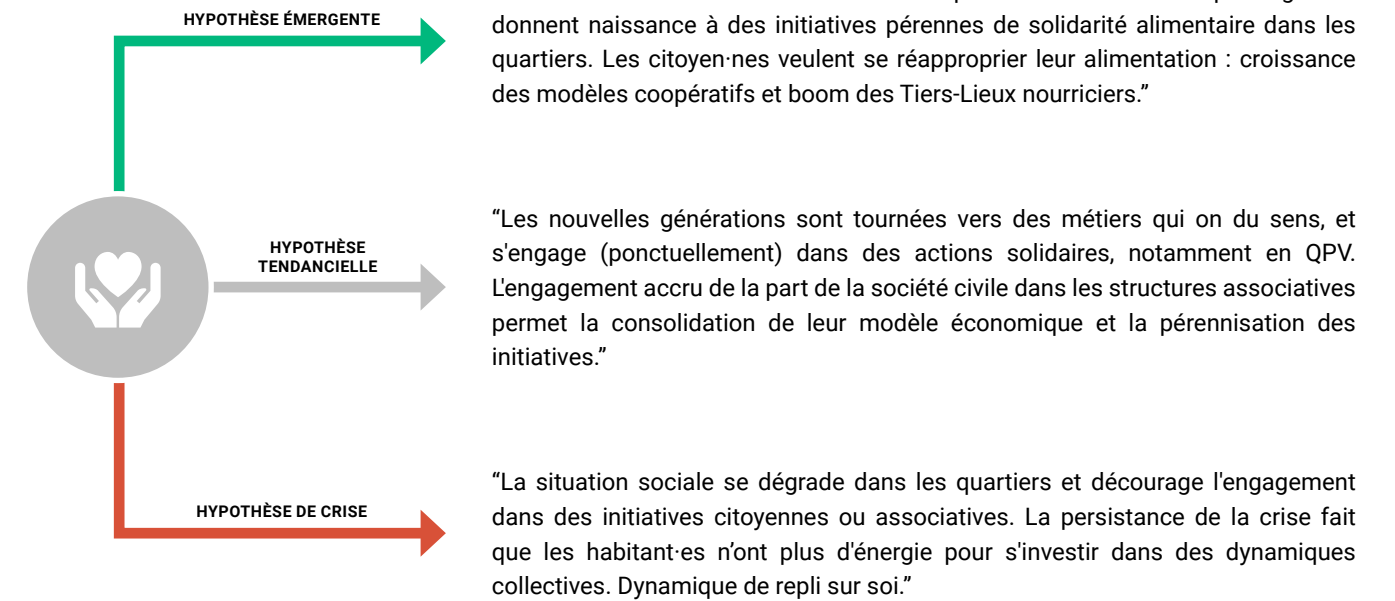 HYPOTHÈSE ÉMERGENTE
donnent naissance à des initiatives pérennes de solidarité alimentaire dans les
quartiers. Les citoyen·nes veulent se réapproprier leur alimentation : croissance
des modèles coopératifs et boom des Tiers-Lieux nourriciers.”
HYPOTHÈSE
TENDANCIELLE
“Les nouvelles générations sont tournées vers des métiers qui on du sens, et
s'engage (ponctuellement) dans des actions solidaires, notamment en QPV.
L'engagement accru de la part de la société civile dans les structures associatives
permet la consolidation de leur modèle économique et la pérennisation des
initiatives.”
HYPOTHÈSE DE CRISE
“La situation sociale se dégrade dans les quartiers et décourage l'engagement
dans des initiatives citoyennes ou associatives. La persistance de la crise fait
que les habitant·es n’ont plus d'énergie pour s'investir dans des dynamiques
collectives. Dynamique de repli sur soi.”